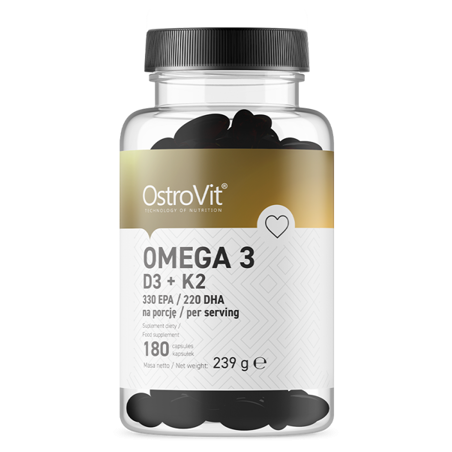 OstroVit®
TECHNOLOGY OF NUTRITION
OMEGA 3
D3 + K2
330 EPA / 220 DHA
na porcję / per serving
Suplement diety /
Food supplement
180 capsules
kapsułek
Masa netto / Net weight: 239 g ℮